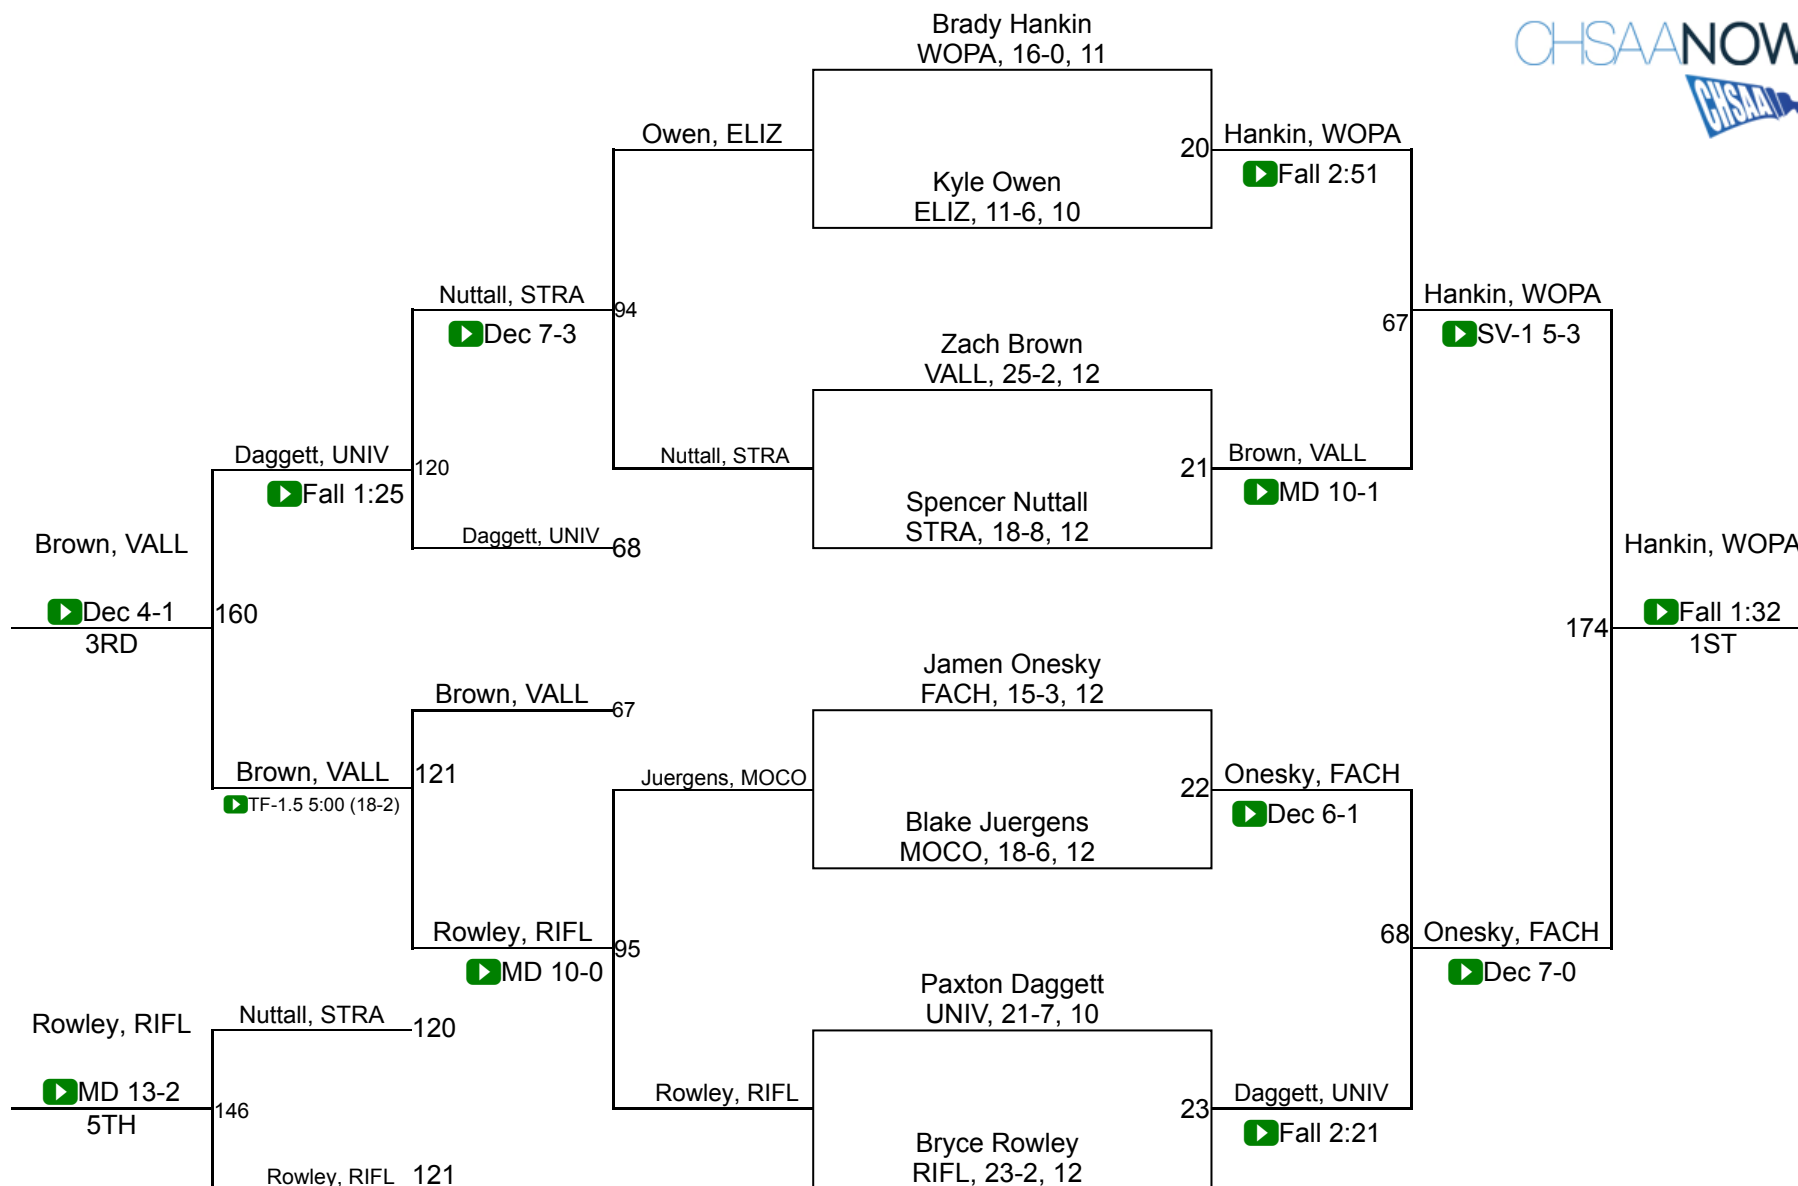 Brady Hankin
WOPA, 16-0, 11
CHSAANOW
CHSAA
Owen, ELIZ
20
Hankin, WOPA
Fall 2:51
Kyle Owen
ELIZ, 11-6, 10
Nuttall, STRA
94
Dec 7-3
Hankin, WOPA
67
SV-1 5-3
Zach Brown
VALL, 25-2, 12
Daggett, UNIV
120
Fall 1:25
Nuttall, STRA
21
Brown, VALL
MD 10-1
Spencer Nuttall
STRA, 18-8, 12
Daggett, UNIV
68
Brown, VALL
Hankin, WOPA
Dec 4-1
160
3RD
174
Fall 1:32
1ST
Jamen Onesky
FACH, 15-3, 12
Brown, VALL
67
Brown, VALL
121
TF-1.5 5:00 (18-2)
Juergens, MOCO
22
Onesky, FACH
Dec 6-1
Blake Juergens
MOCO, 18-6, 12
Rowley, RIFL
95
MD 10-0
68
Onesky, FACH
Dec 7-0
Paxton Daggett
UNIV, 21-7, 10
Rowley, RIFL
Nuttall, STRA
120
MD 13-2
146
5TH
Rowley, RIFL
23
Daggett, UNIV
Fall 2:21
Bryce Rowley
RIFL, 23-2, 12
Rowley, RIFL
121